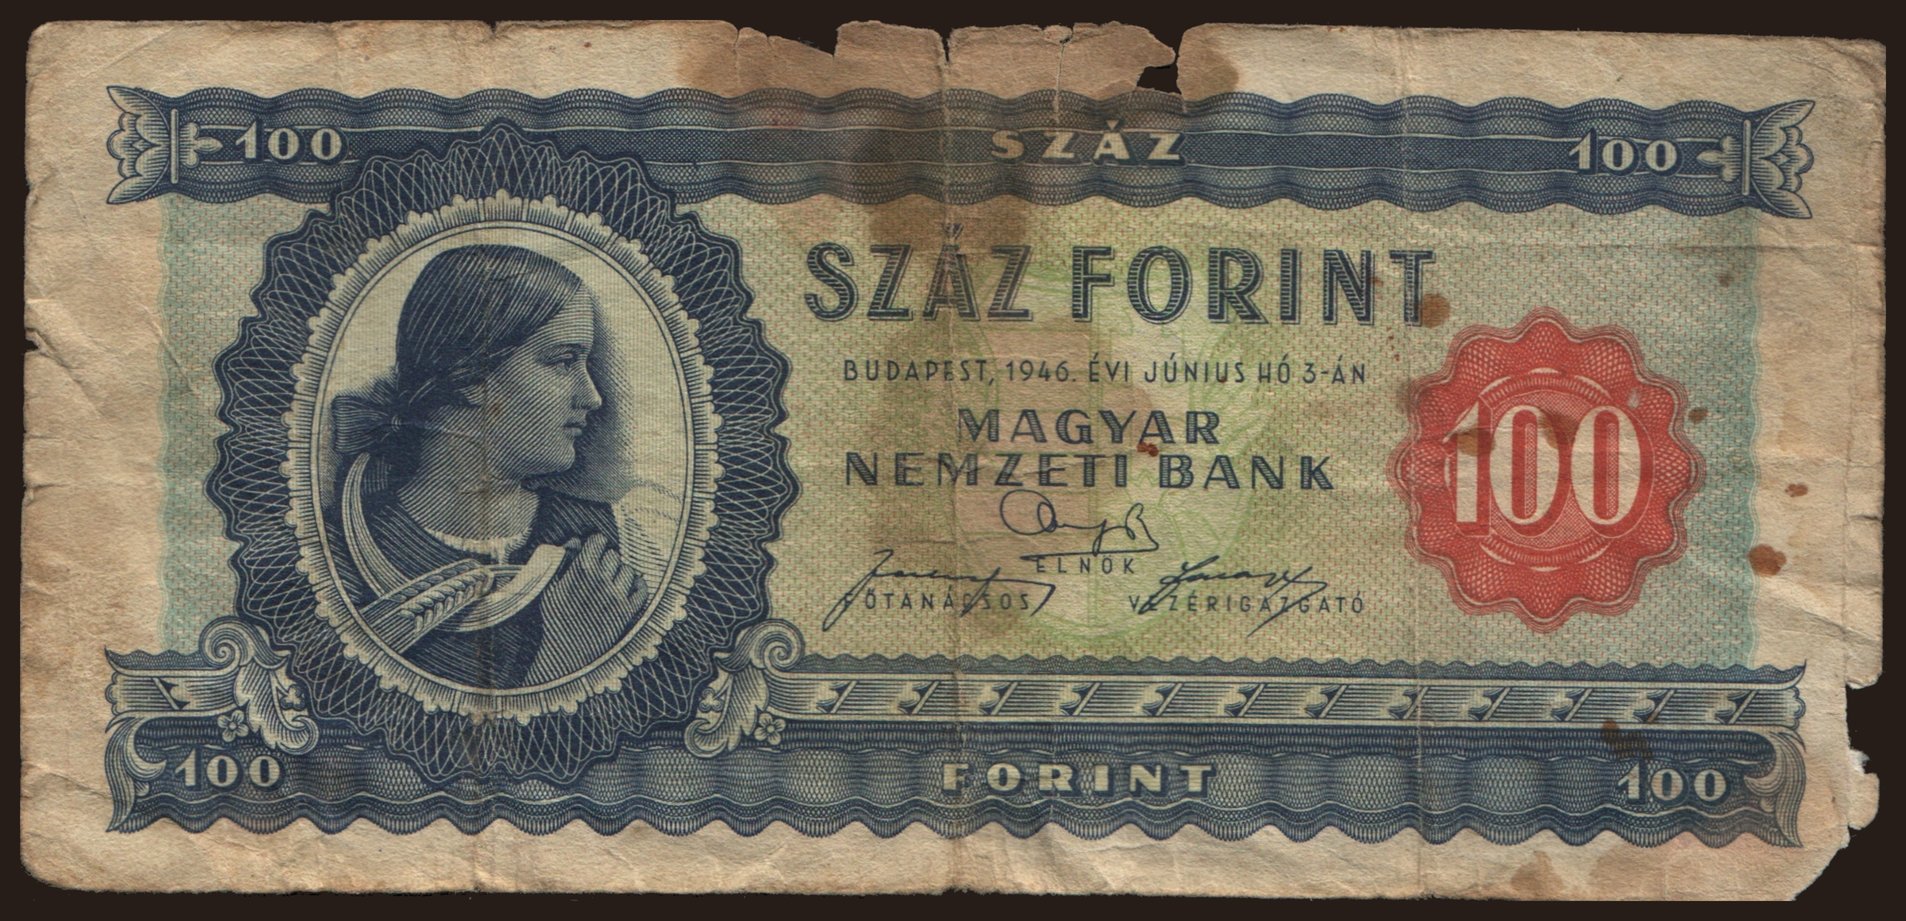 100 SZÁZ 100
SZÁZ FORINT
BUDAPEST, 1946. ÉVI JÚNIUS HÓ 3-ÁN
MAGYAR
NEMZETI BANK
100
ELNÖK
FŐTANÁCSOS VEZÉRIGAZGATÓ
100 FORINT 100